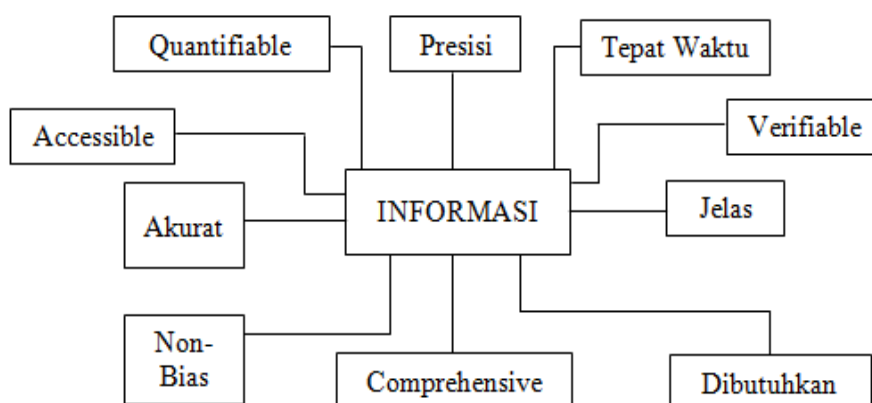 Quantifiable
Presisi
Tepat Waktu
Accessible
Verifiable
INFORMASI
Akurat
Jelas
Non-
Bias
Comprehensive
Dibutuhkan